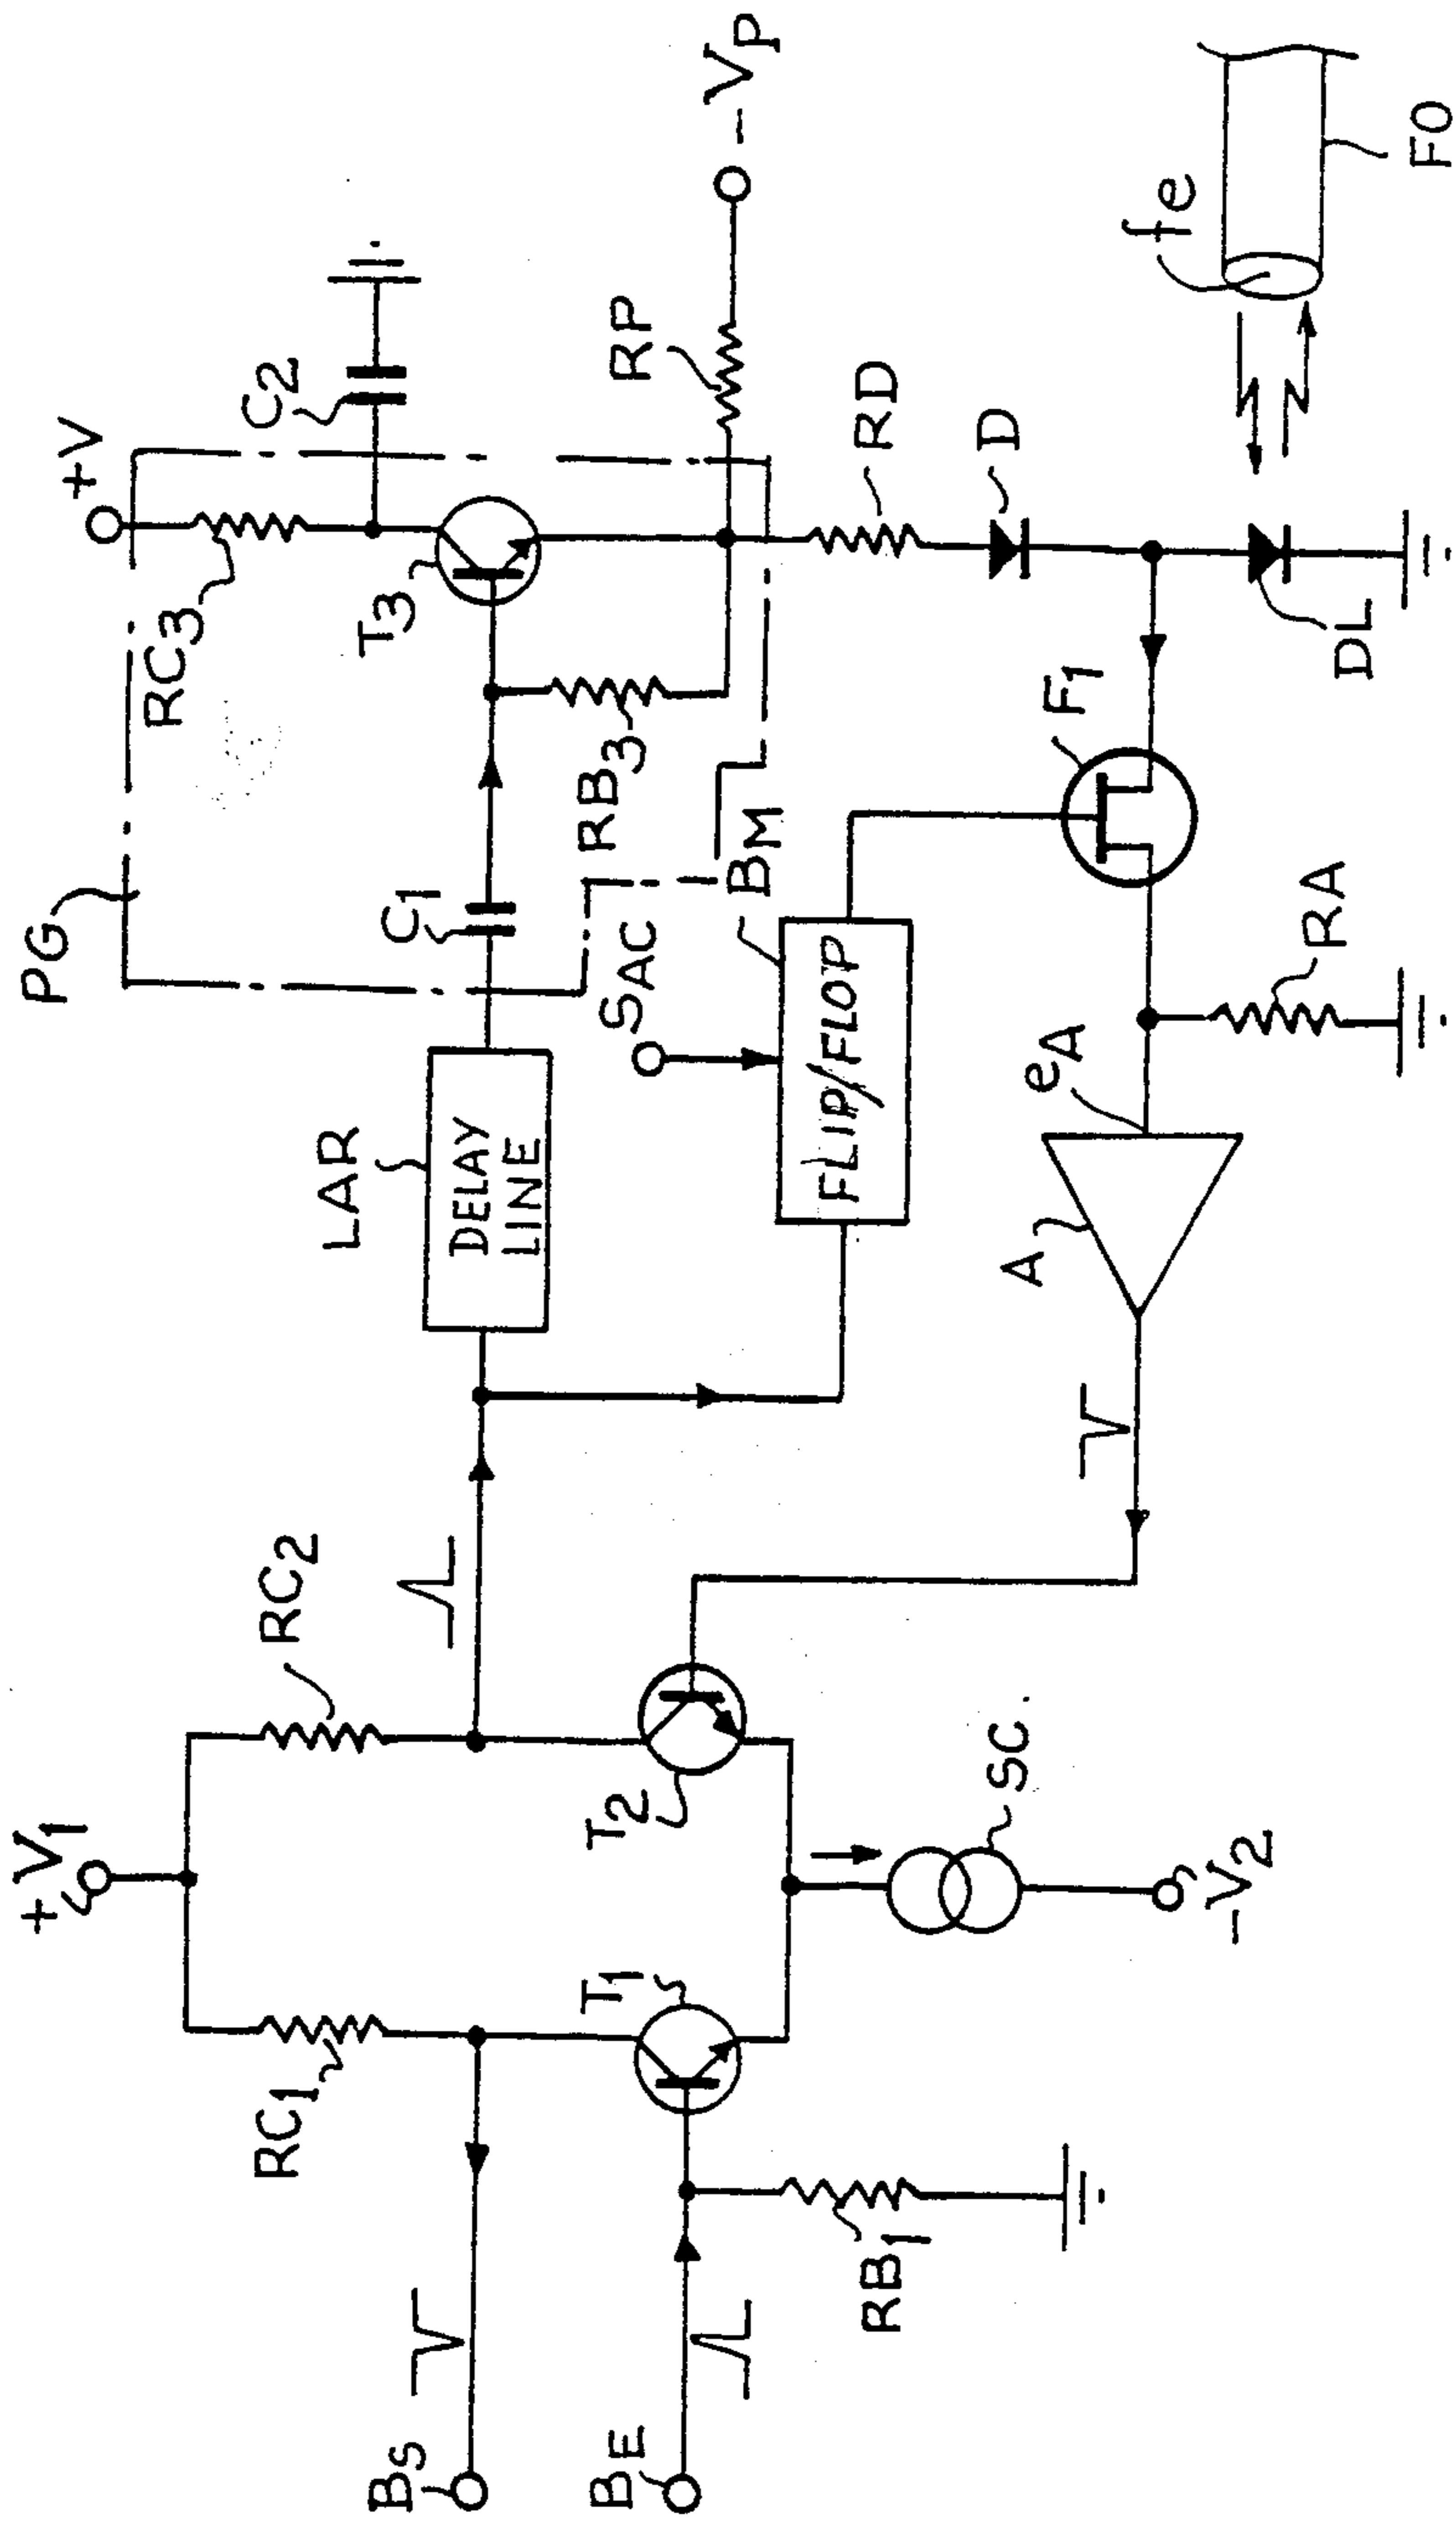 PG
+V
C2
-VP
RC3
T3
RP
C1
RB3
RD
D
LAR
DELAY
LINE
SAC
BM
FLIP/FLOP
F1
DL
fe
FO
+V1
RC2
RC1
T2
T1
A
eA
RA
BS
BE
RB1
SC
-V2